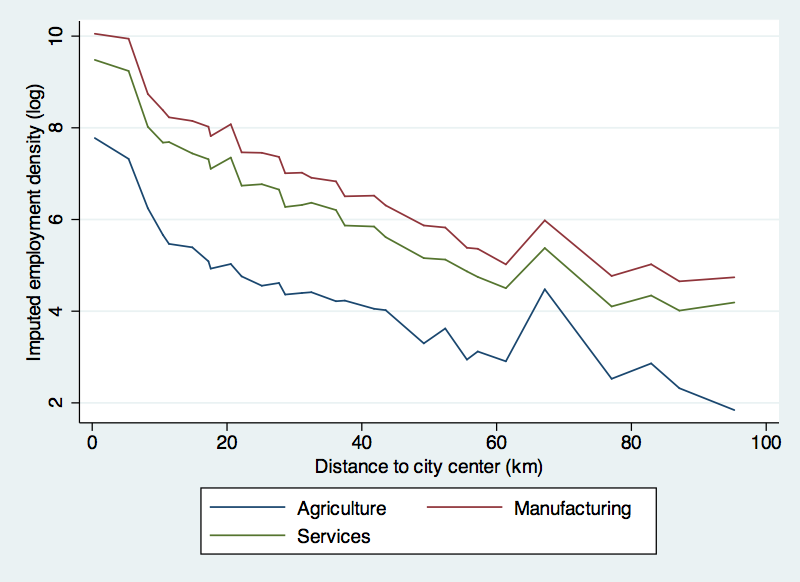 Imputed employment density (log)
10
8
6
4
2
0 20 40 60 80 100
Distance to city center (km)
Agriculture Manufacturing
Services